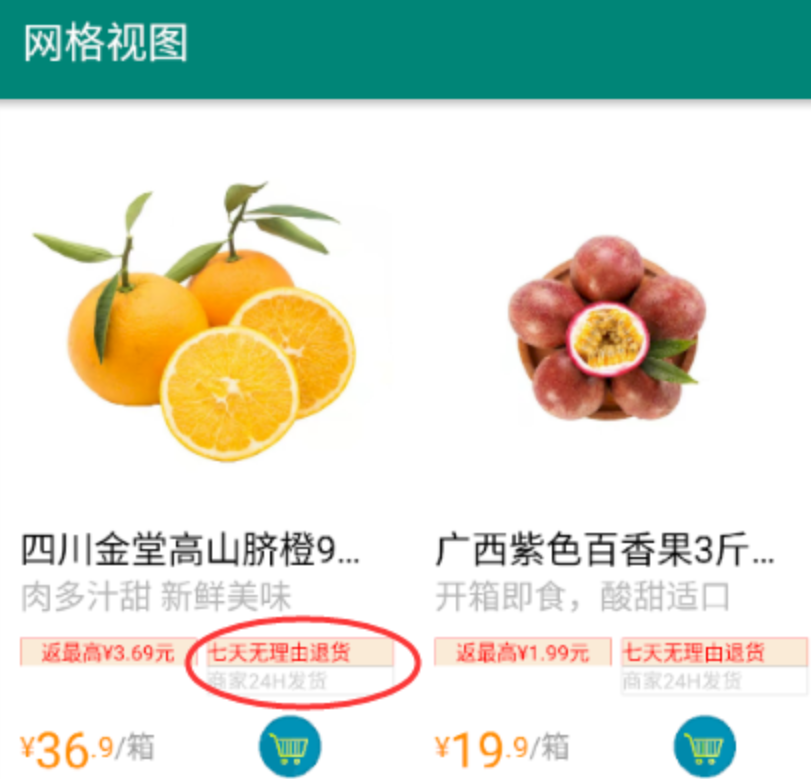 网格视图
四川金堂高山脐橙9...
肉多汁甜 新鲜美味
返最高¥3.69元
七天无理由退货
商家24H发货
¥36.9/箱
广西紫色百香果3斤...
开箱即食，酸甜适口
返最高¥1.99元
七天无理由退货
商家24H发货
¥19.9/箱